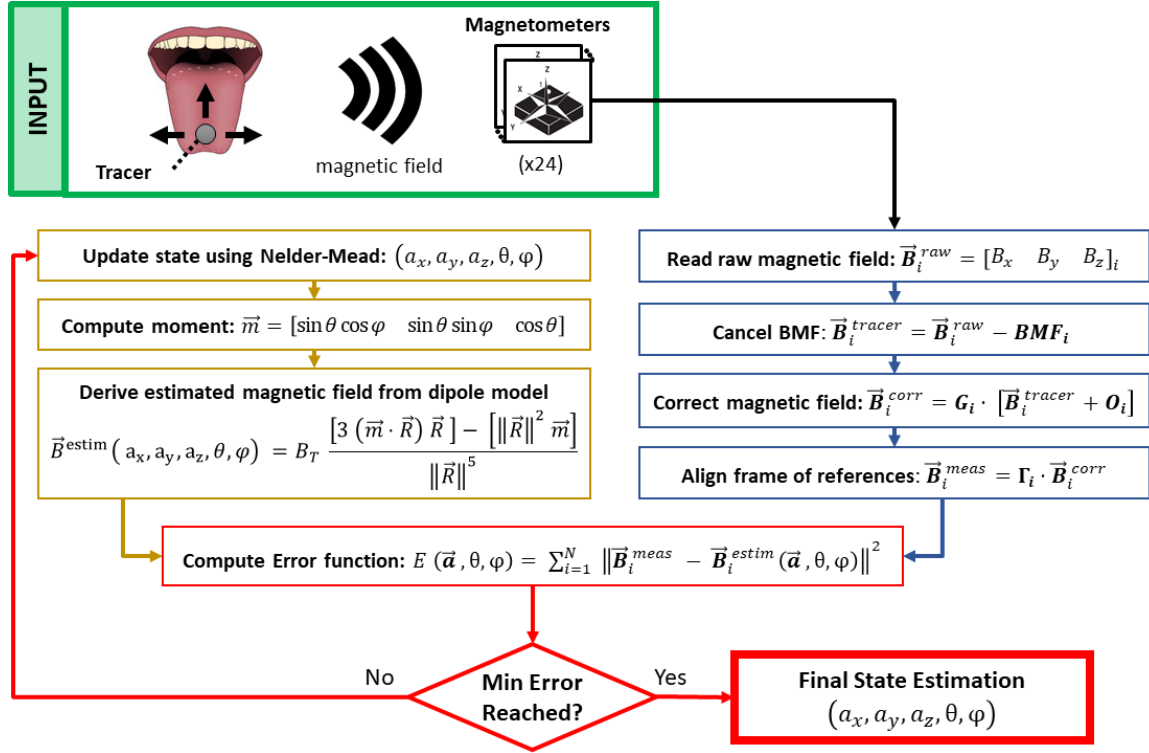 INPUT
Tracer
magnetic field
Magnetometers
Z
Z
X
Y
1
(x24)
Update state using Nelder-Mead: (a_x, a_y, a_z, θ, φ)
Compute moment: m⃗ = [sin θ cos φ   sin θ sin φ   cos θ]
Derive estimated magnetic field from dipole model
B⃗^estim ( a_x, a_y, a_z, θ, φ) = B_T ([3 (m⃗ · R⃗) R⃗ ] − [‖R⃗‖² m⃗]) / ‖R⃗‖⁵
Read raw magnetic field: B⃗_i^raw = [B_x   B_y   B_z]_i
Cancel BMF: B⃗_i^tracer = B⃗_i^raw − BMF_i
Correct magnetic field: B⃗_i^corr = G_i · [B⃗_i^tracer + O_i]
Align frame of references: B⃗_i^meas = Γ_i · B⃗_i^corr
Compute Error function: E (a⃗, θ, φ) = ∑_{i=1}^N ‖B⃗_i^meas − B⃗_i^estim(a⃗, θ, φ)‖²
No
Min Error
Reached?
Yes
Final State Estimation
(a_x, a_y, a_z, θ, φ)